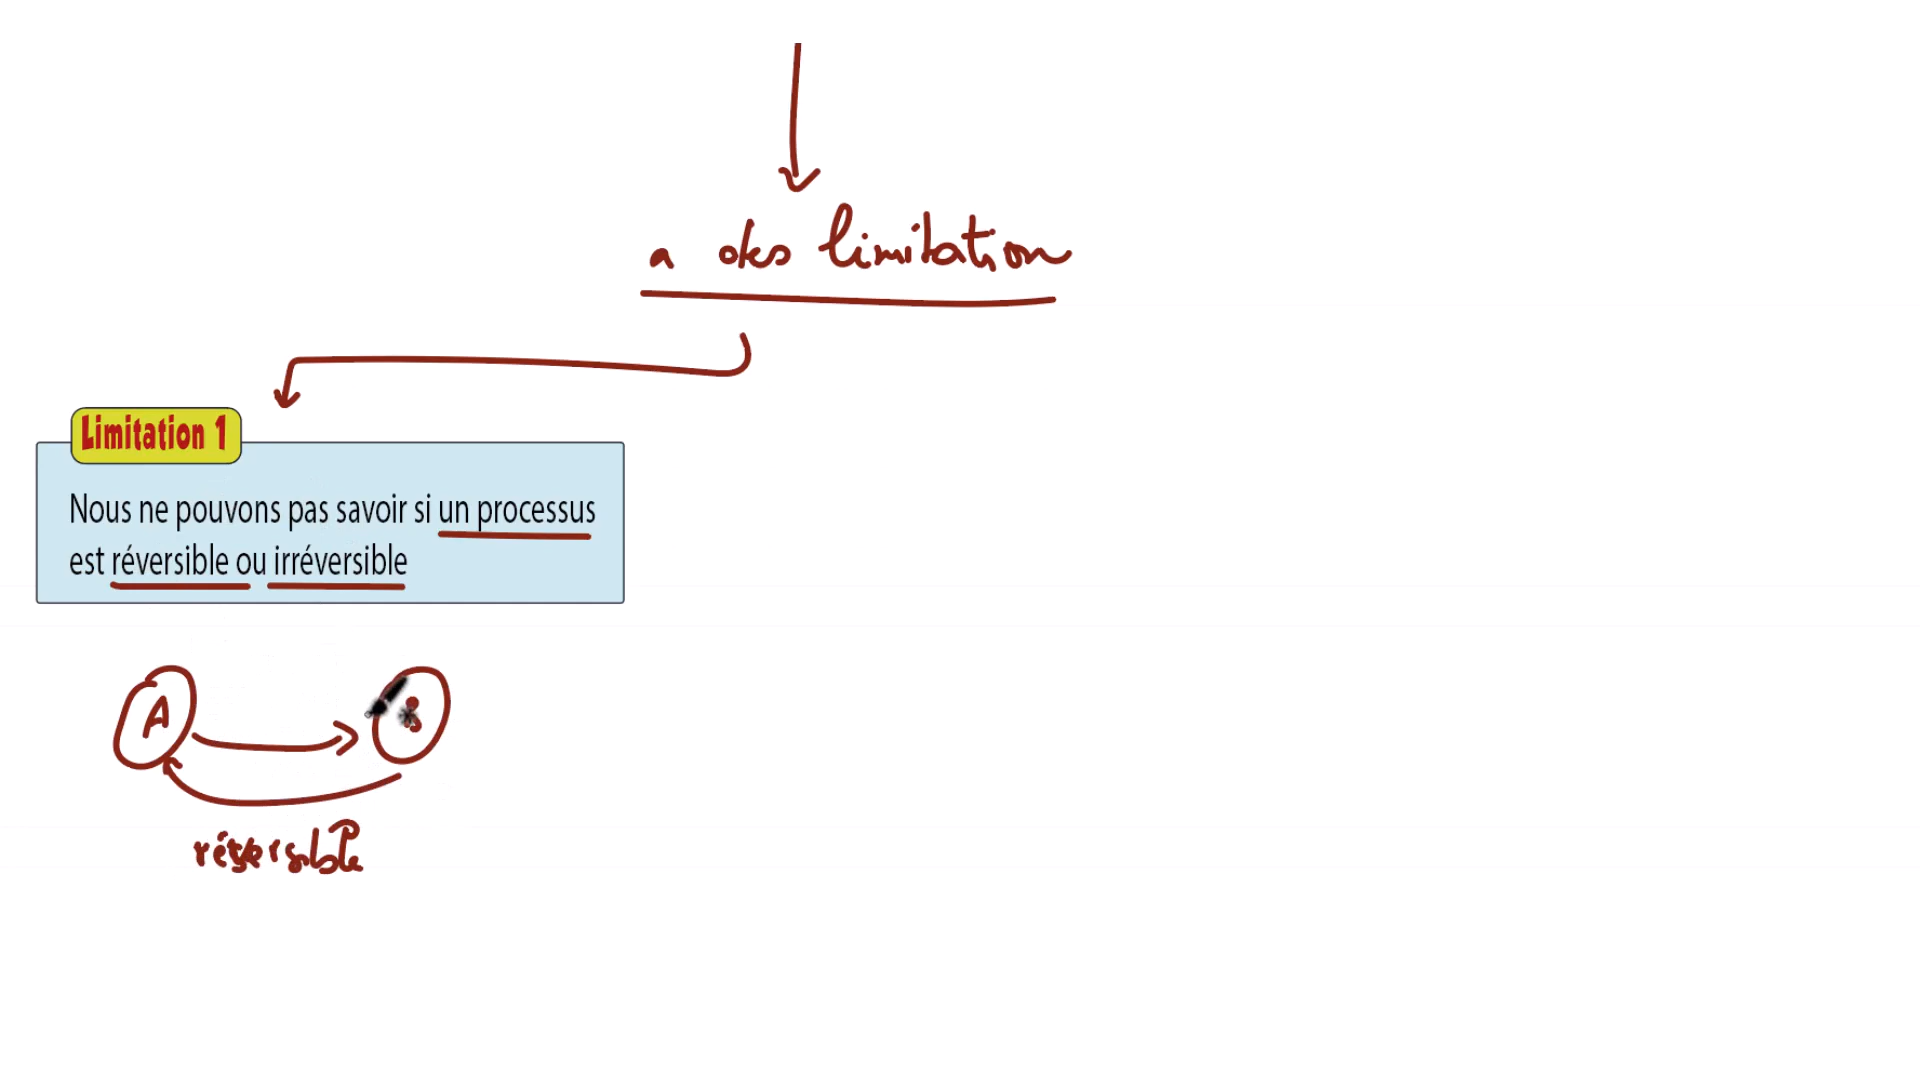 a des limitation
Limitation 1
Nous ne pouvons pas savoir si un processus
est réversible ou irréversible
A
réversible